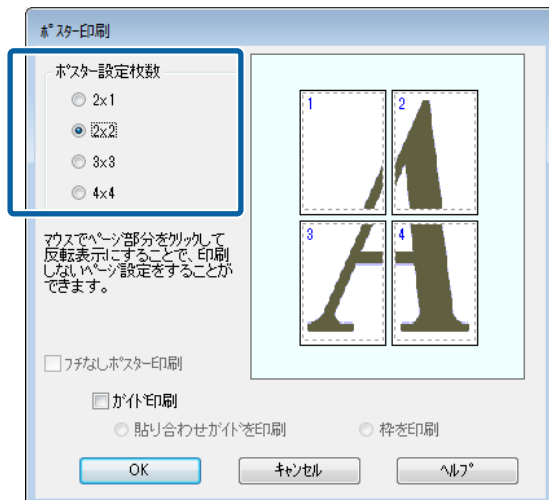 ﾎﾟｽﾀｰ印刷
ﾎﾟｽﾀｰ設定枚数
2x1
2x2
3x3
4x4
1
2
3
4
ﾏｳｽでﾍﾟｰｼﾞ部分をｸﾘｯｸして
反転表示にすることで、印刷
しないﾍﾟｰｼﾞ設定をすることが
できます。
ﾌﾁなしﾎﾟｽﾀｰ印刷
ｶﾞｲﾄﾞ印刷
貼り合わせｶﾞｲﾄﾞを印刷
枠を印刷
OK
ｷｬﾝｾﾙ
ﾍﾙﾌﾟ